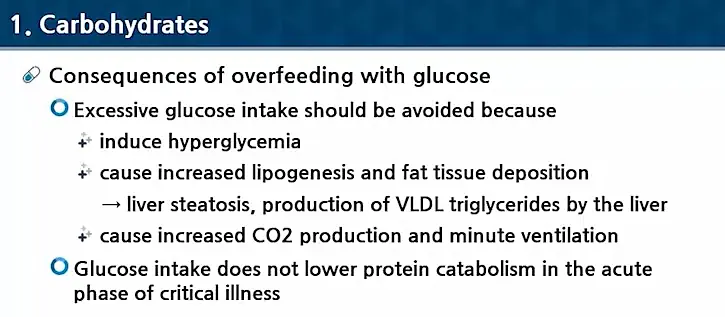 1. Carbohydrates
Consequences of overfeeding with glucose
Excessive glucose intake should be avoided because
induce hyperglycemia
cause increased lipogenesis and fat tissue deposition
→ liver steatosis, production of VLDL triglycerides by the liver
cause increased CO2 production and minute ventilation
Glucose intake does not lower protein catabolism in the acute
phase of critical illness